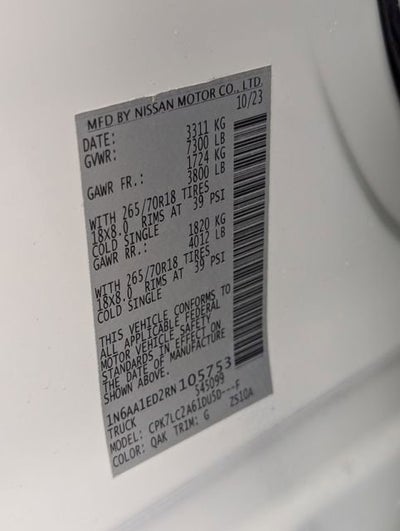 MFD BY NISSAN MOTOR CO., LTD.
DATE: 10/23
GVWR: 3311 KG
7300 LB
GAWR FR.: 1724 KG
3800 LB
WITH 265/70R18 TIRES
18X8.0 RIMS AT 39 PSI
COLD SINGLE
GAWR RR.: 1820 KG
4012 LB
WITH 265/70R18 TIRES
18X8.0 RIMS AT 39 PSI
COLD SINGLE
THIS VEHICLE CONFORMS TO
ALL APPLICABLE FEDERAL
MOTOR VEHICLE SAFETY
STANDARDS IN EFFECT ON
THE DATE OF MANUFACTURE
SHOWN ABOVE.
1N6AA1ED2RN105753
TRUCK 545099
MODEL: CPK7LC2A61DU5D---F
COLOR: QAK TRIM: G ZS10A